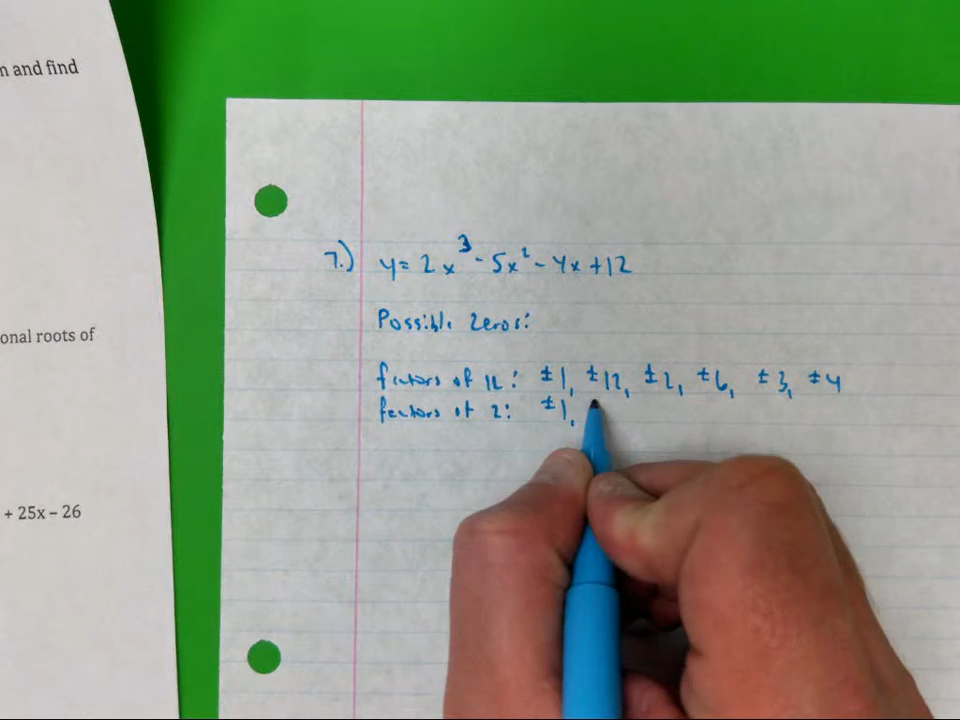 n and find
onal roots of
+ 25x – 26
7.) y = 2x³ - 5x² - 4x + 12
Possible Zeros:
factors of 12: ±1, ±12, ±2, ±6, ±3, ±4
factors of 2: ±1,